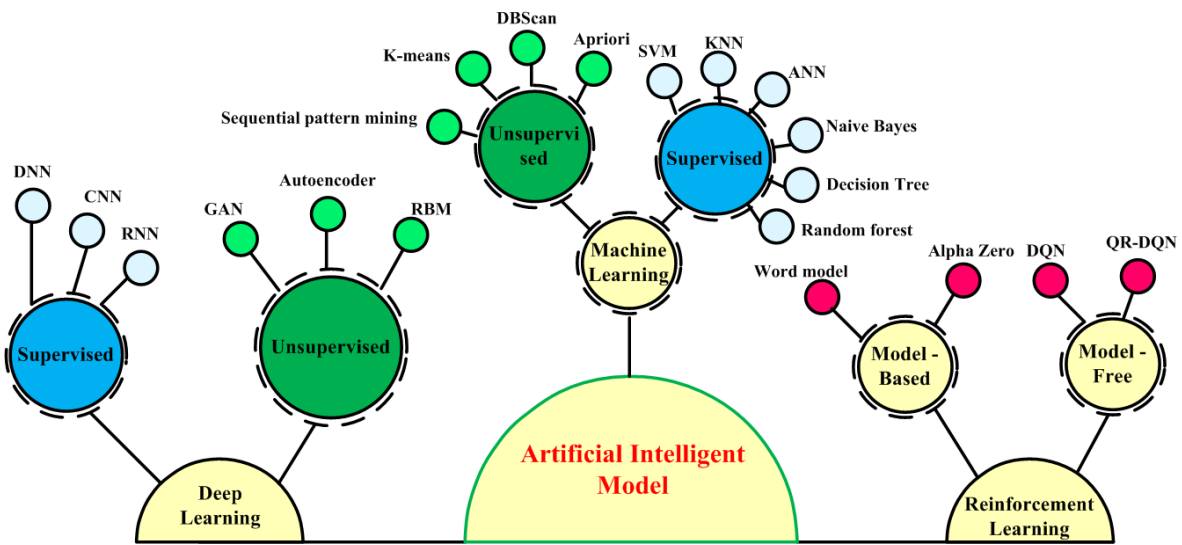 DBScan
K-means
Apriori
SVM
KNN
ANN
Sequential pattern mining
Unsupervi
sed
Supervised
Naive Bayes
Decision Tree
Random forest
DNN
CNN
RNN
GAN
Autoencoder
RBM
Machine
Learning
Word model
Alpha Zero
DQN
QR-DQN
Supervised
Unsupervised
Model -
Based
Model -
Free
Artificial Intelligent
Model
Deep
Learning
Reinforcement
Learning